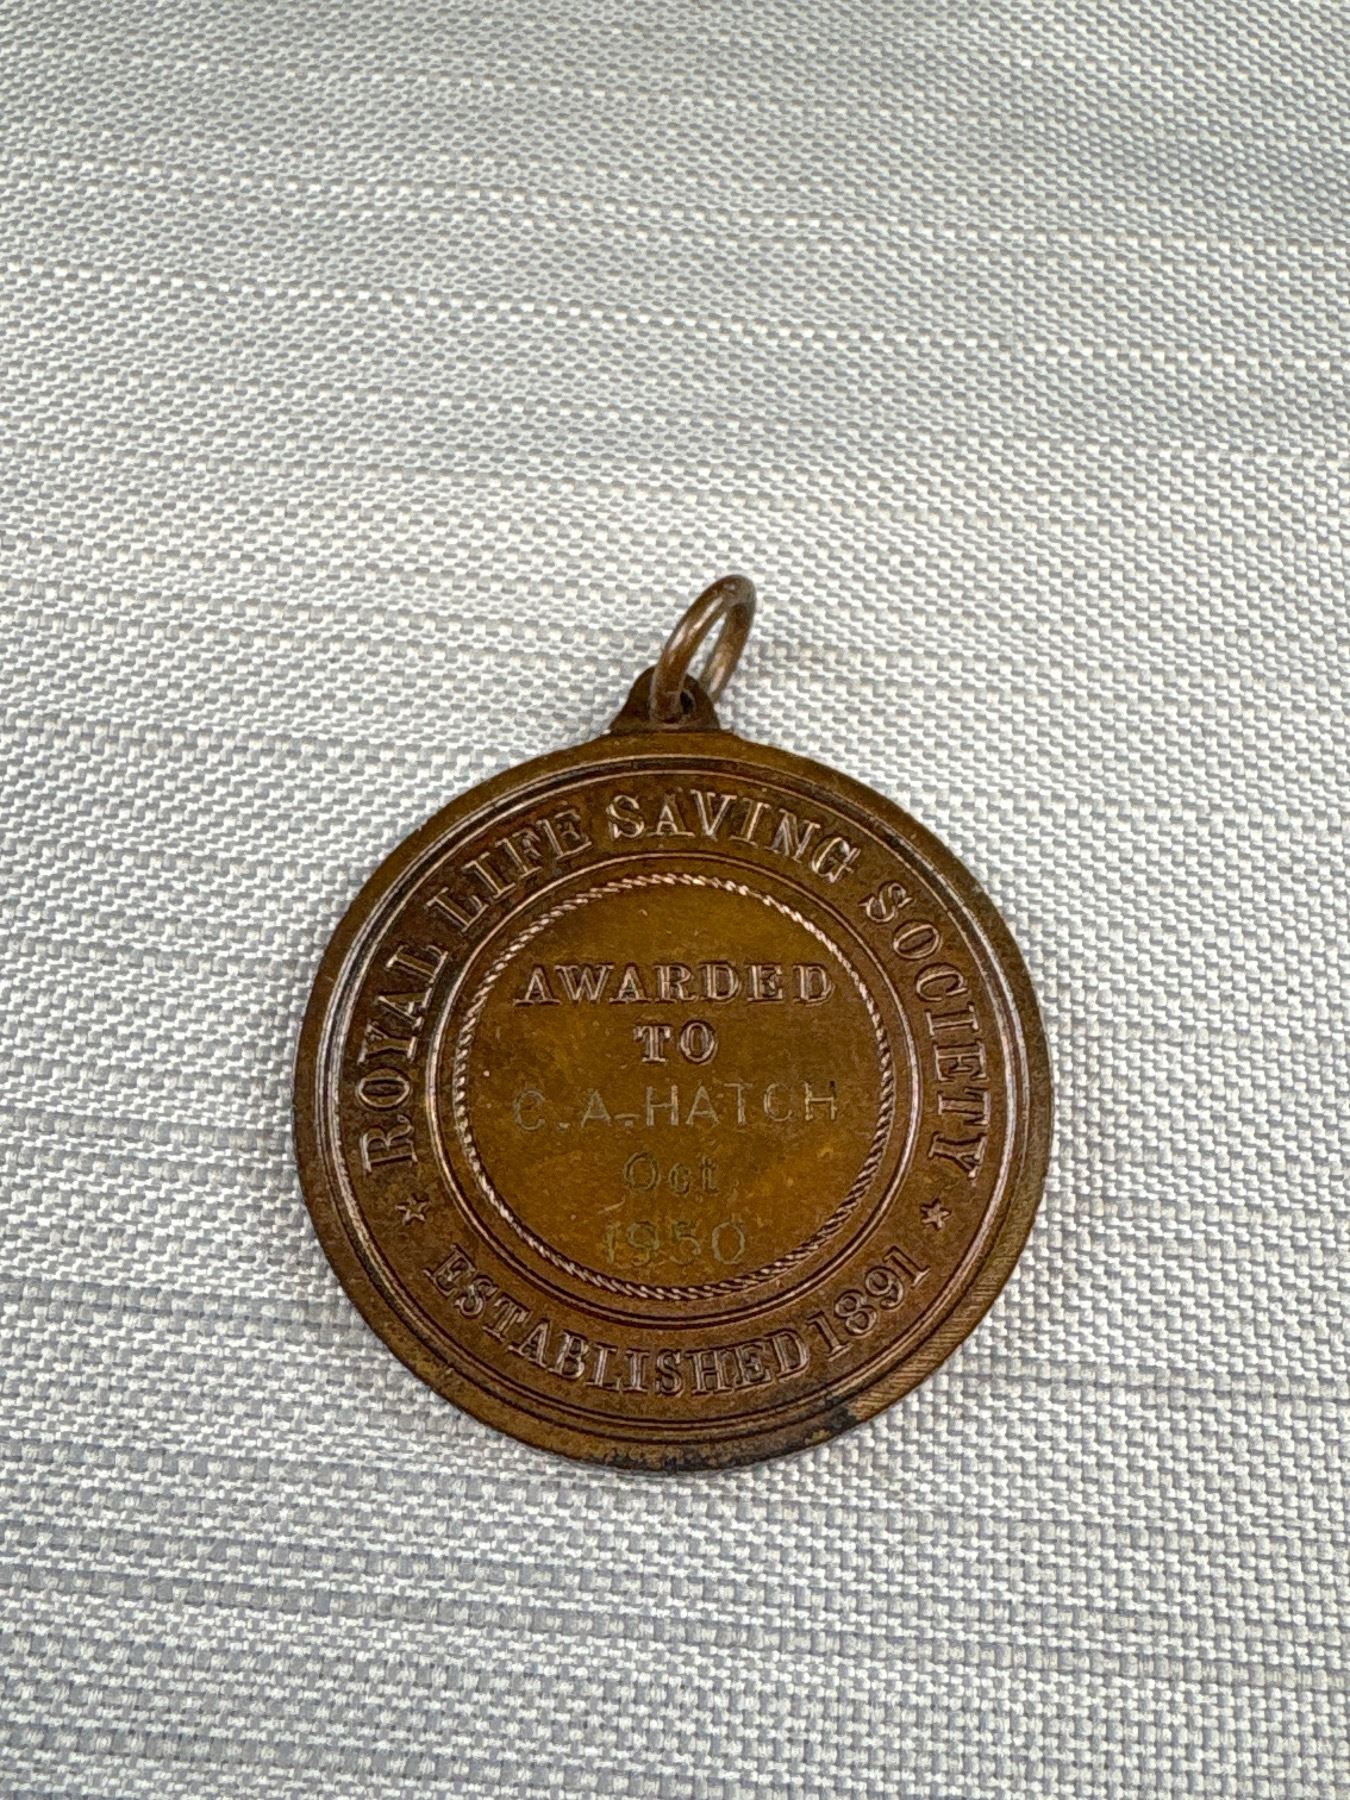 ROYAL LIFE SAVING SOCIETY
AWARDED
TO
C.A.HATCH
Oct
1950
ESTABLISHED 1891